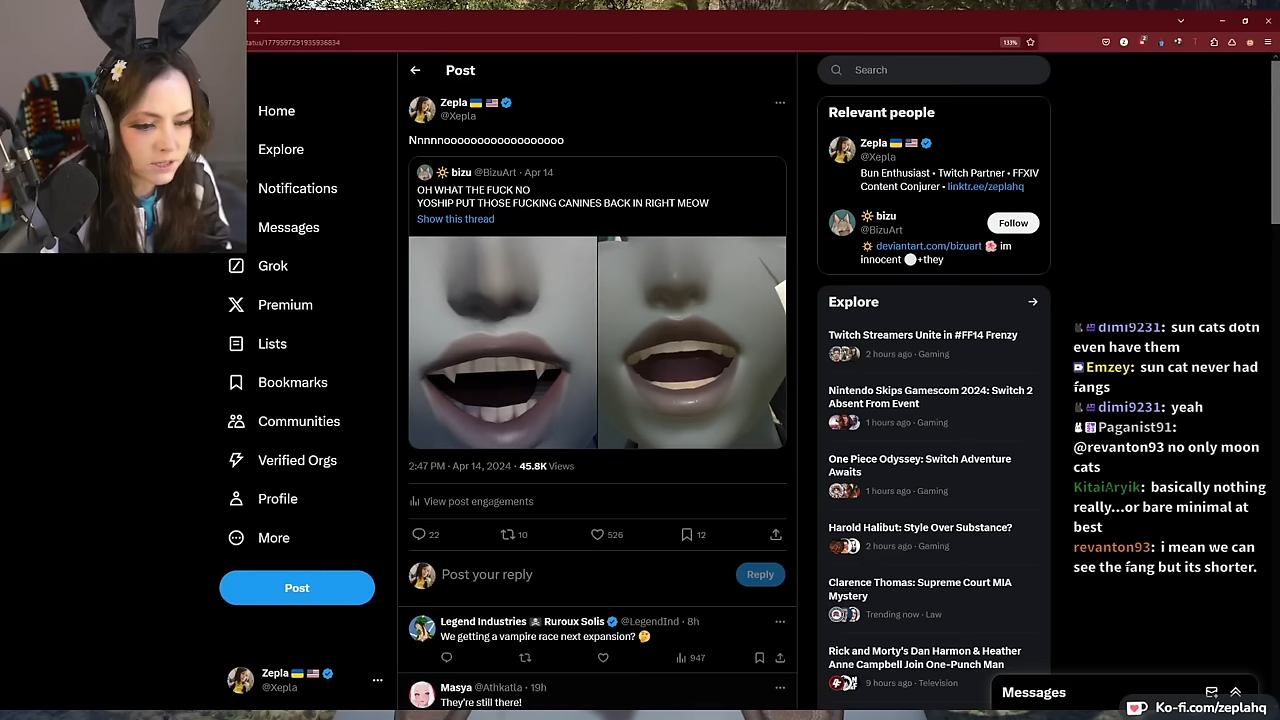 tatus/1779597291935936834
133%
Home
Explore
Notifications
Messages
Grok
Premium
Lists
Bookmarks
Communities
Verified Orgs
Profile
More
Post
Zepla
@Xepla
Post
Zepla
@Xepla
Nnnnnoooooooooooooooooo
bizu @BizuArt · Apr 14
OH WHAT THE FUCK NO
YOSHIP PUT THOSE FUCKING CANINES BACK IN RIGHT MEOW
Show this thread
2:47 PM · Apr 14, 2024 · 45.8K Views
View post engagements
22 10 526 12
Post your reply
Reply
Legend Industries Ruroux Solis @LegendInd · 8h
We getting a vampire race next expansion?
947
Masya @Athkatla · 19h
They're still there!
Search
Relevant people
Zepla
@Xepla
Bun Enthusiast • Twitch Partner • FFXIV
Content Conjurer • linktr.ee/zeplahq
bizu
@BizuArt
Follow
deviantart.com/bizuart im
innocent +they
Explore
Twitch Streamers Unite in #FF14 Frenzy
2 hours ago · Gaming
Nintendo Skips Gamescom 2024: Switch 2
Absent From Event
1 hours ago · Gaming
One Piece Odyssey: Switch Adventure
Awaits
1 hours ago · Gaming
Harold Halibut: Style Over Substance?
2 hours ago · Gaming
Clarence Thomas: Supreme Court MIA
Mystery
Trending now · Law
Rick and Morty's Dan Harmon & Heather
Anne Campbell Join One-Punch Man
9 hours ago · Television
Messages
dimi9231: sun cats dotn
even have them
Emzey: sun cat never had
fangs
dimi9231: yeah
Paganist91:
@revanton93 no only moon
cats
KitaiAryik: basically nothing
really...or bare minimal at
best
revanton93: i mean we can
see the fang but its shorter.
Ko-fi.com/zeplahq